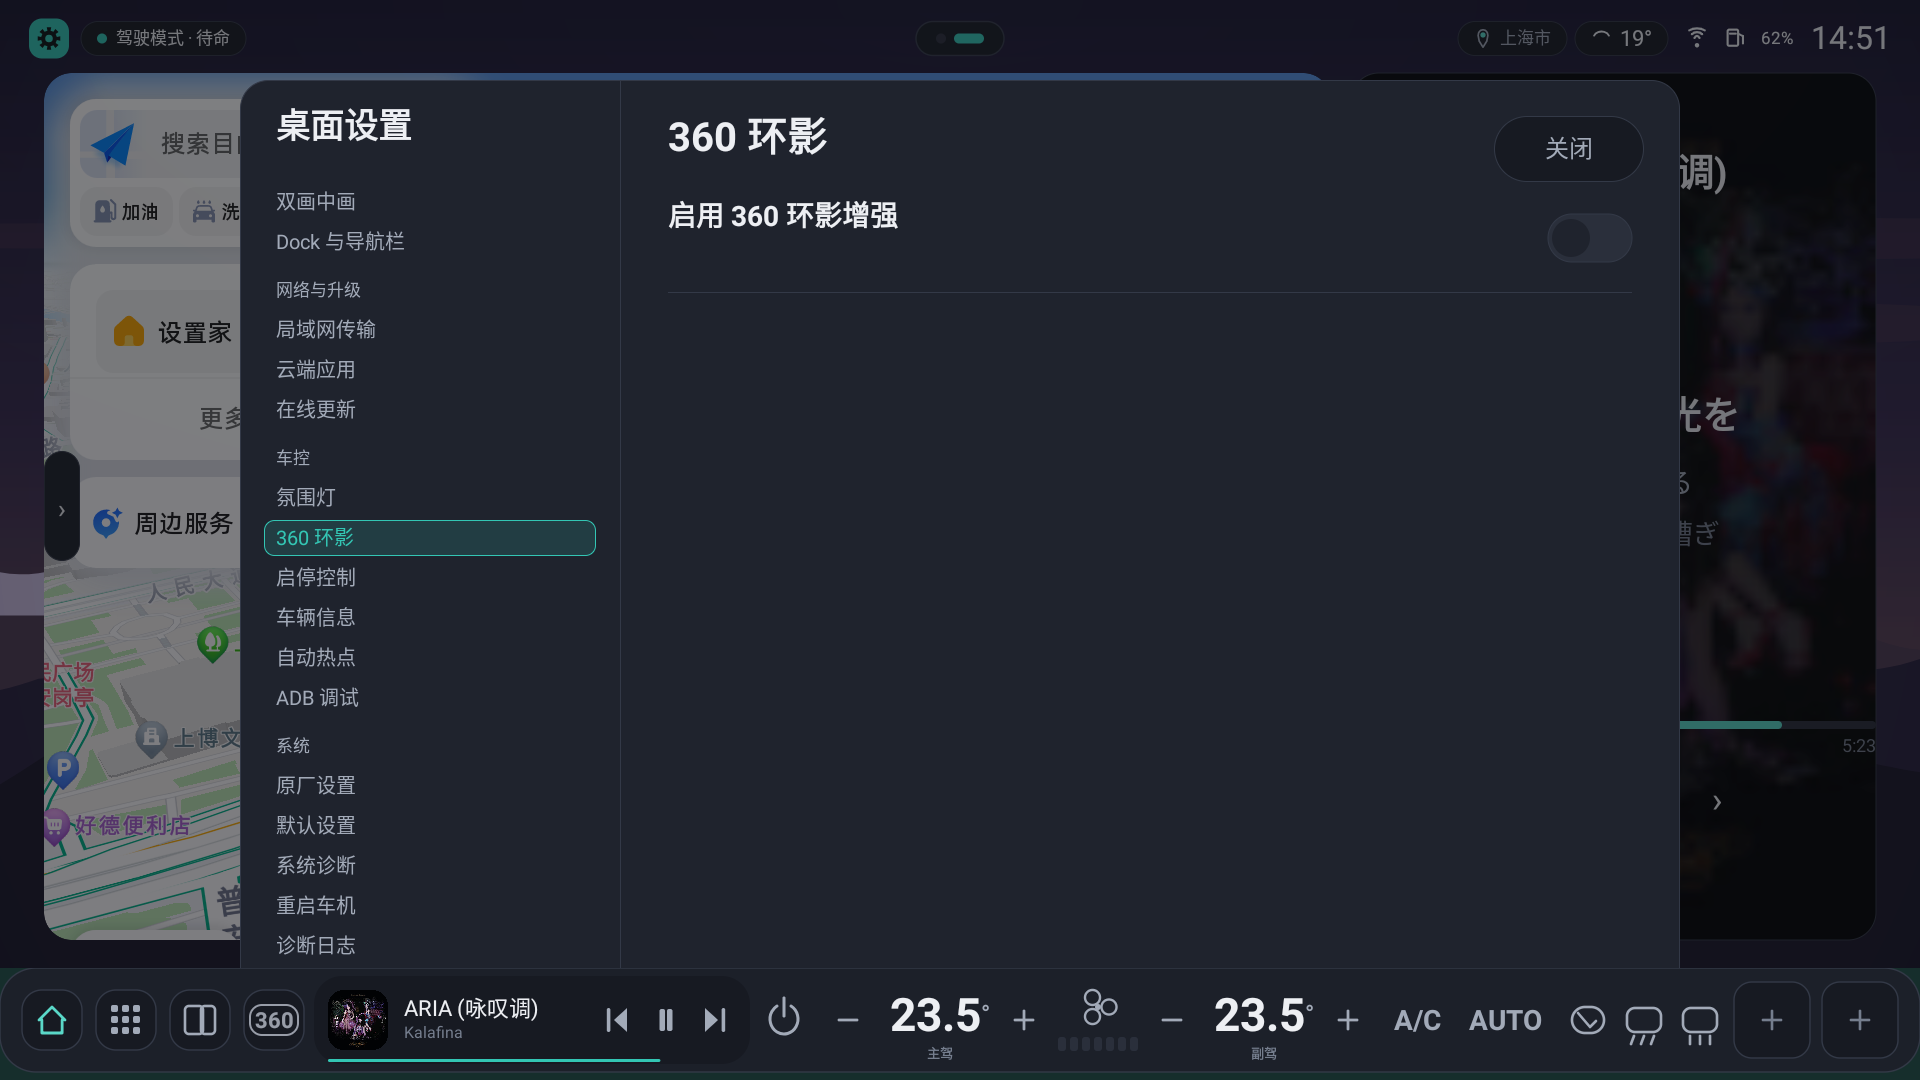 驾驶模式 · 待命
上海市
19°
62%
14:51
搜索目
加油
洗
设置家
更多
周边服务
人民大
民广场
安岗亭
上博文
P
好德便利店
普
桌面设置
双画中画
Dock 与导航栏
网络与升级
局域网传输
云端应用
在线更新
车控
氛围灯
360 环影
启停控制
车辆信息
自动热点
ADB 调试
系统
原厂设置
默认设置
系统诊断
重启车机
诊断日志
360 环影
关闭
启用 360 环影增强
调)
光を
る
漕ぎ
5:23
360
ARIA (咏叹调)
Kalafina
23.5°
主驾
23.5°
副驾
A/C
AUTO